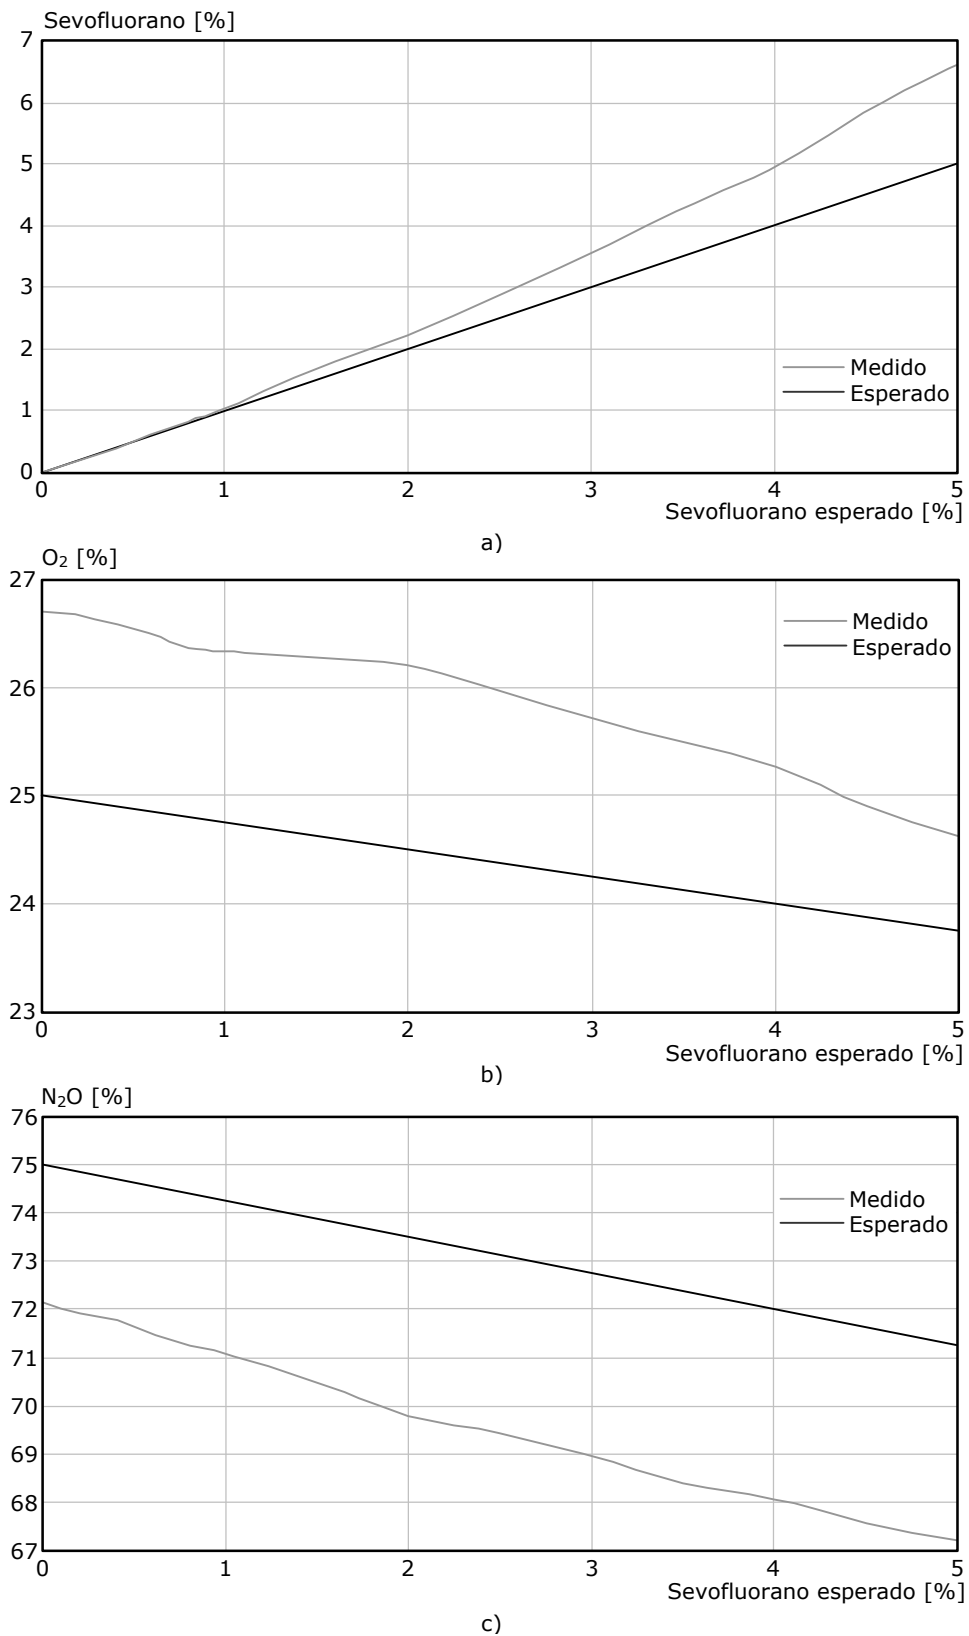 Sevofluorano [%]
7
6
5
4
3
2
1
0
Medido
Esperado
0 1 2 3 4 5
Sevofluorano esperado [%]
a)
O₂ [%]
27
26
25
24
23
Medido
Esperado
0 1 2 3 4 5
Sevofluorano esperado [%]
b)
N₂O [%]
76
75
74
73
72
71
70
69
68
67
Medido
Esperado
0 1 2 3 4 5
Sevofluorano esperado [%]
c)